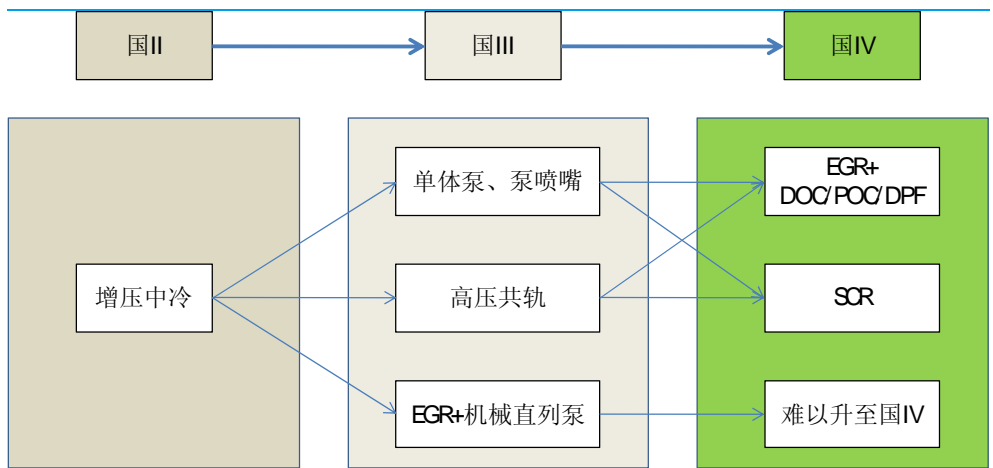 国II
国III
国IV
单体泵、泵喷嘴
EGR+
DOC/POC/DPF
增压中冷
高压共轨
SCR
EGR+机械直列泵
难以升至国IV